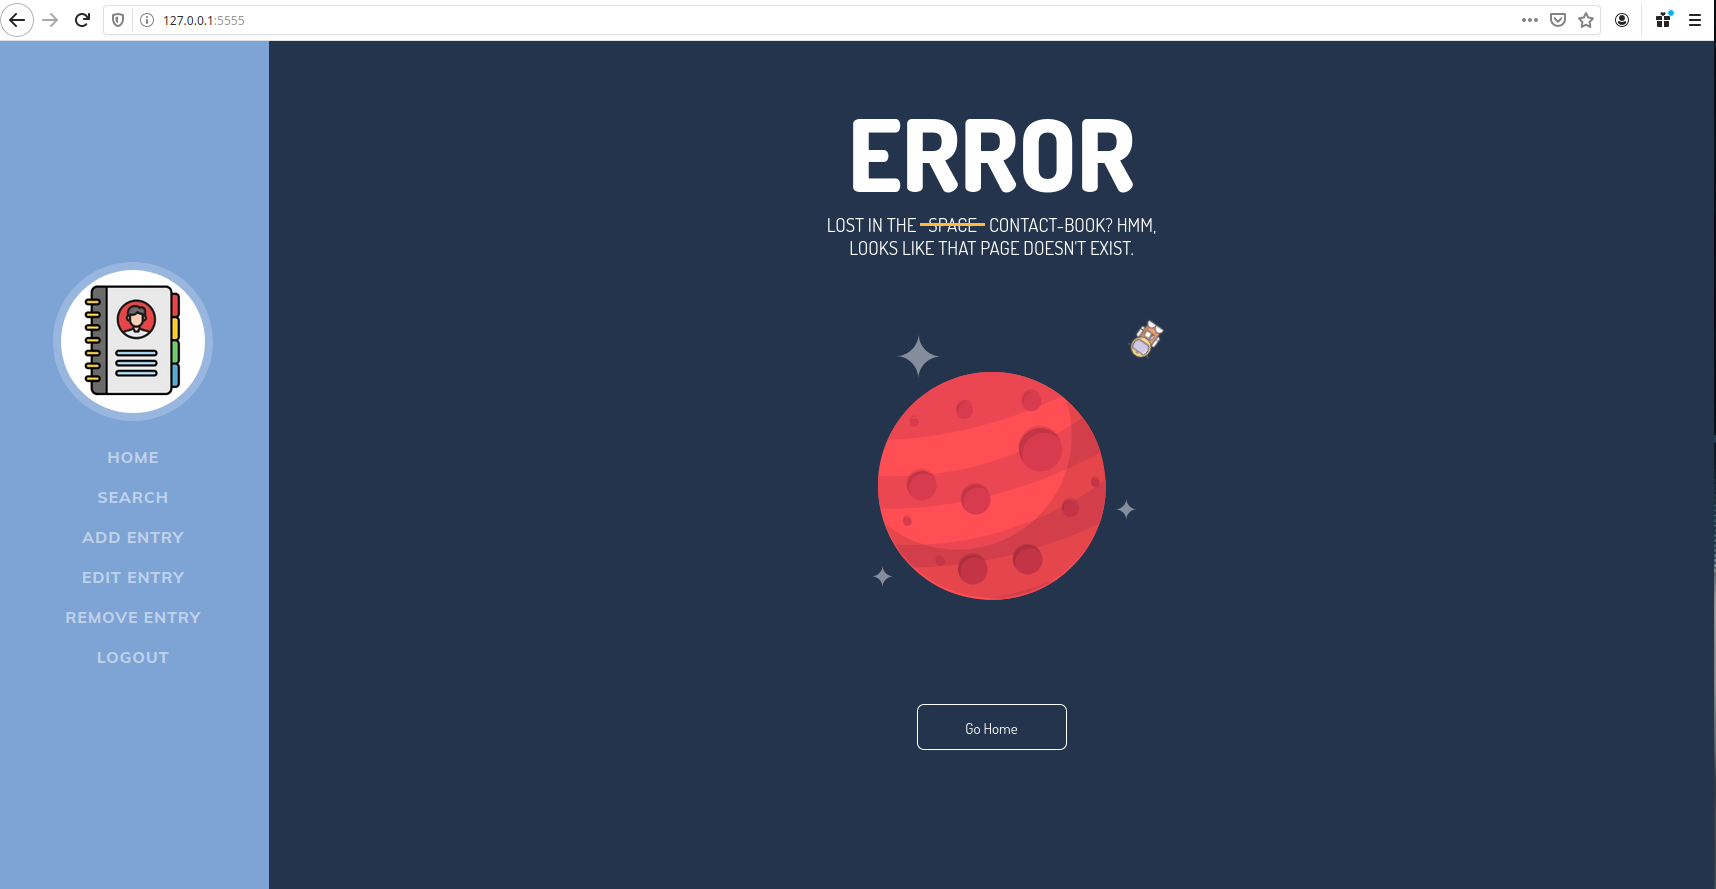 127.0.0.1:5555
HOME
SEARCH
ADD ENTRY
EDIT ENTRY
REMOVE ENTRY
LOGOUT
ERROR
LOST IN THE SPACE CONTACT-BOOK? HMM,
LOOKS LIKE THAT PAGE DOESN'T EXIST.
Go Home